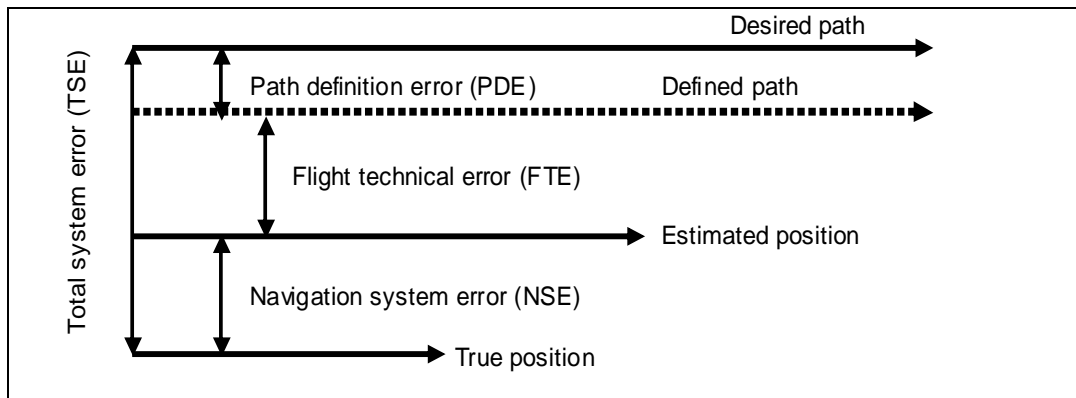 Desired path
Path definition error (PDE)
Defined path
Total system error (TSE)
Flight technical error (FTE)
Estimated position
Navigation system error (NSE)
True position